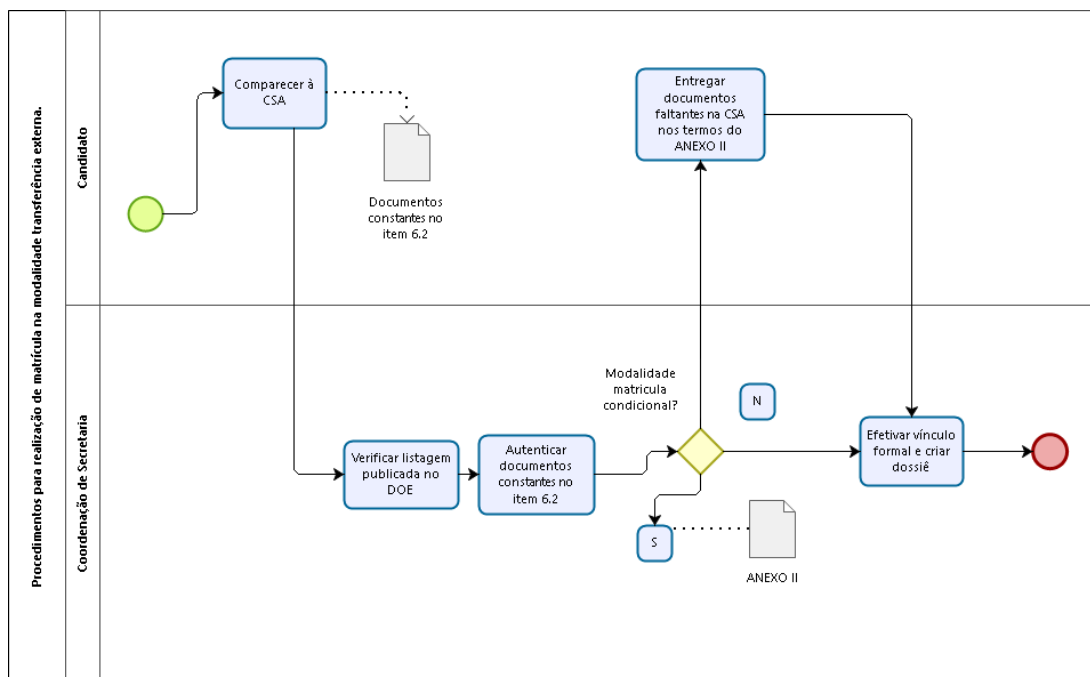 Procedimentos para realização de matrícula na modalidade transferência externa.
Candidato
Comparecer à
CSA
Documentos
constantes no
item 6.2
Entregar
documentos
faltantes na CSA
nos termos do
ANEXO II
Coordenação de Secretaria
Verificar listagem
publicada no
DOE
Autenticar
documentos
constantes no
item 6.2
Modalidade
matricula
condicional?
N
S
ANEXO II
Efetivar vínculo
formal e criar
dossiê